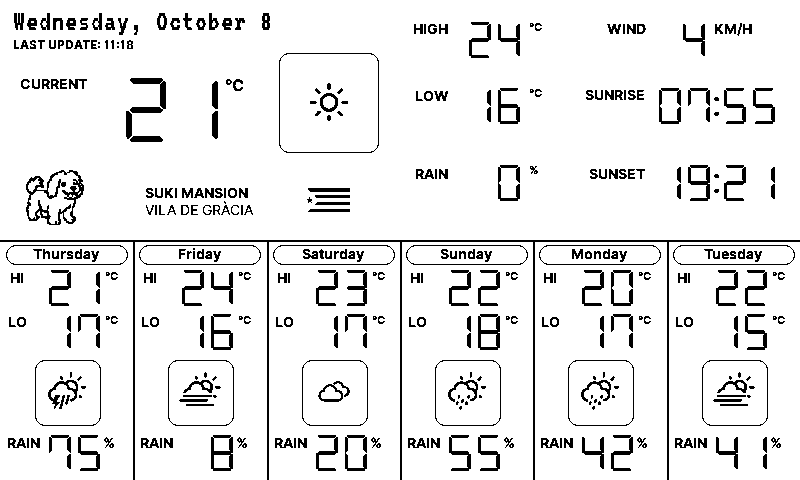 Wednesday, October 8
LAST UPDATE: 11:18
CURRENT 21 °C
HIGH 24 °C
WIND 4 KM/H
LOW 16 °C
SUNRISE 07:55
RAIN 0 %
SUNSET 19:21
SUKI MANSION
VILA DE GRÀCIA
Thursday
HI 21 °C
LO 17 °C
RAIN 75 %
Friday
HI 24 °C
LO 16 °C
RAIN 8 %
Saturday
HI 23 °C
LO 17 °C
RAIN 20 %
Sunday
HI 22 °C
LO 18 °C
RAIN 55 %
Monday
HI 20 °C
LO 17 °C
RAIN 42 %
Tuesday
HI 22 °C
LO 15 °C
RAIN 41 %